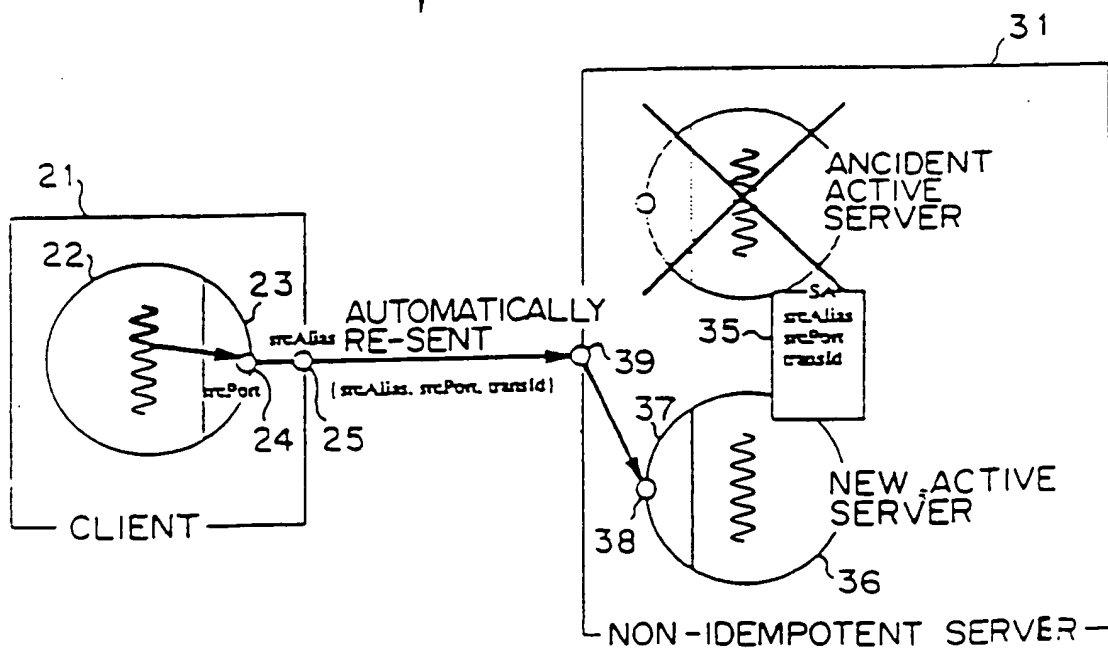 31
21
22
23
ANCIDENT
ACTIVE
SERVER
AUTOMATICALLY
RE-SENT
srcAlias
srcPort
24
25
{srcAlias, srcPort, transId}
39
35
SA
srcAlias
srcPort
transId
37
38
NEW ACTIVE
SERVER
36
CLIENT
NON-IDEMPOTENT SERVER